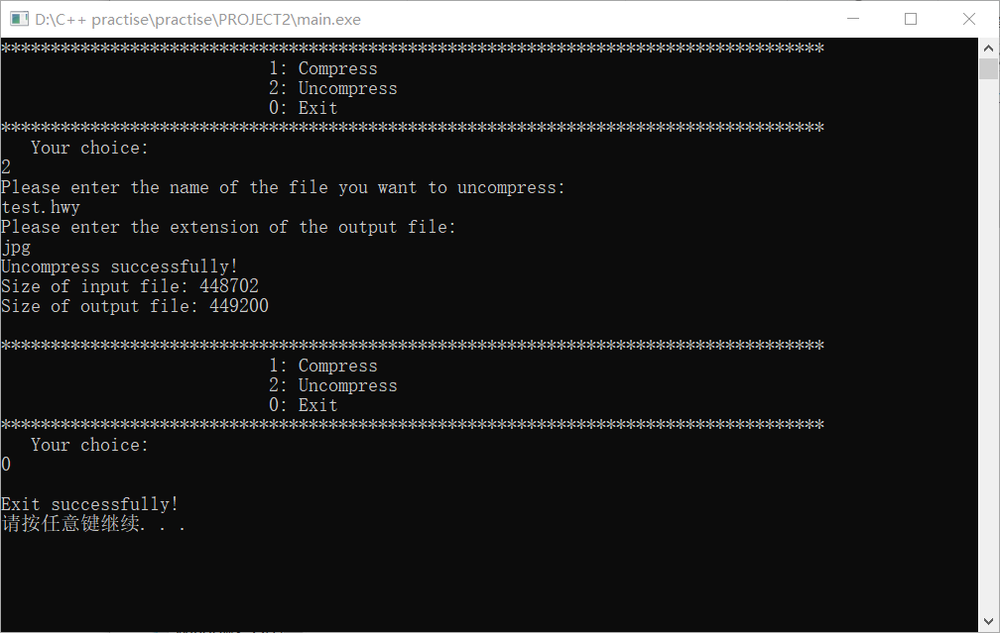 D:\C++ practise\practise\PROJECT2\main.exe
***********************************************************************************
1: Compress
2: Uncompress
0: Exit
***********************************************************************************
Your choice:
2
Please enter the name of the file you want to uncompress:
test.hwy
Please enter the extension of the output file:
jpg
Uncompress successfully!
Size of input file: 448702
Size of output file: 449200
***********************************************************************************
1: Compress
2: Uncompress
0: Exit
***********************************************************************************
Your choice:
0
Exit successfully!
请按任意键继续. . .